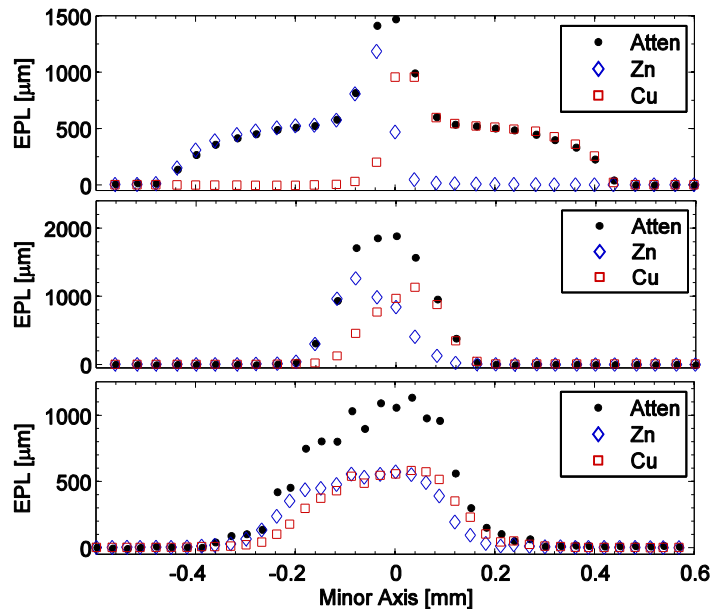 1500
1000
500
0
EPL [μm]
Atten
Zn
Cu
2000
1000
0
EPL [μm]
Atten
Zn
Cu
1000
500
0
EPL [μm]
Atten
Zn
Cu
-0.4 -0.2 0 0.2 0.4 0.6
Minor Axis [mm]